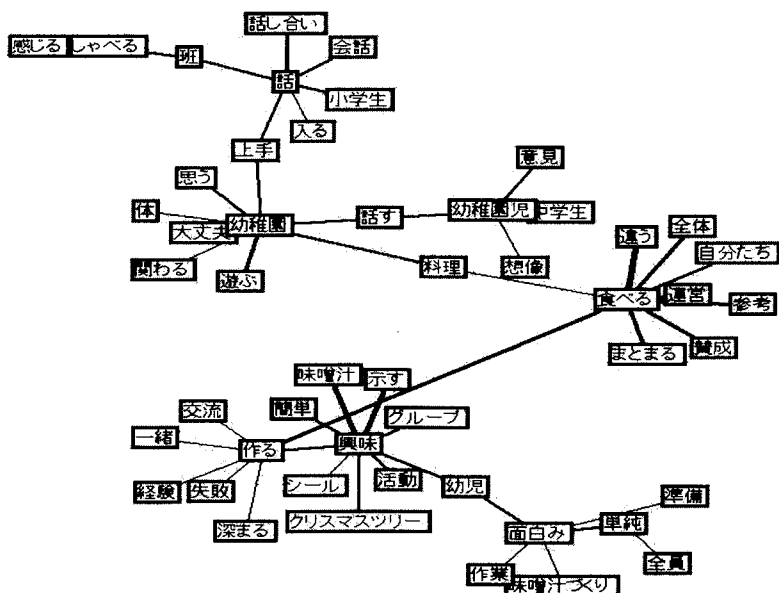 話し合い
会話
感じる
しゃべる
班
話
小学生
入る
上手
思う
意見
体
幼稚園
大丈夫
話す
幼稚園児
中学生
関わる
遊ぶ
料理
想像
違う
全体
自分たち
食べる
運営
参考
まとまる
賛成
味噌汁
示す
交流
簡単
グループ
一緒
作る
興味
経験
失敗
シール
活動
幼児
深まる
クリスマスツリー
準備
面白み
単純
全員
作業
味噌汁づくり